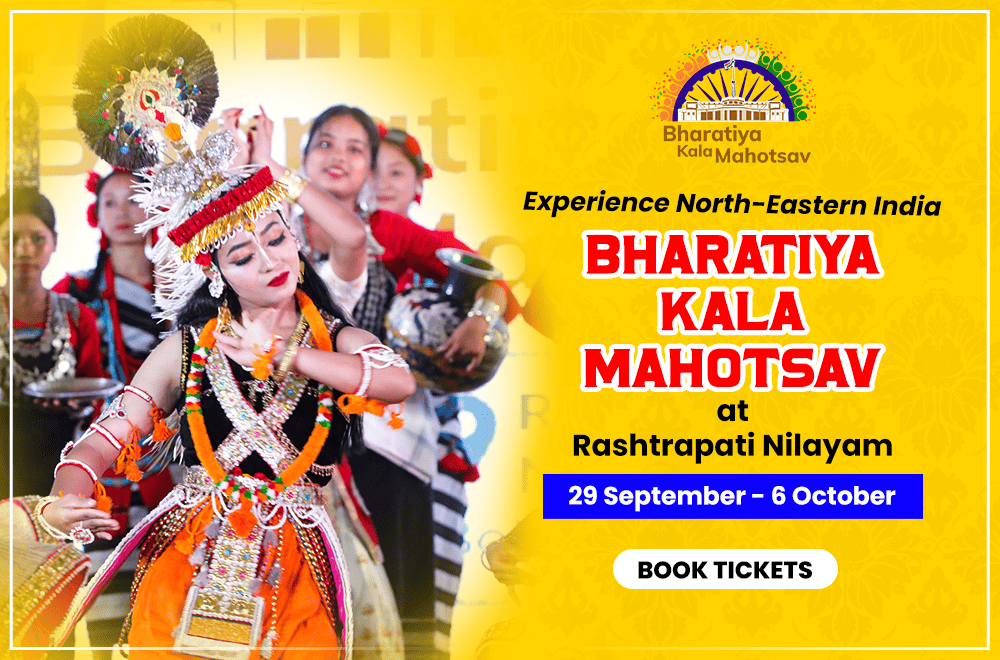 Bharatiya
Kala Mahotsav
Experience North-Eastern India
BHARATIYA
KALA
MAHOTSAV
at
Rashtrapati Nilayam
29 September - 6 October
BOOK TICKETS